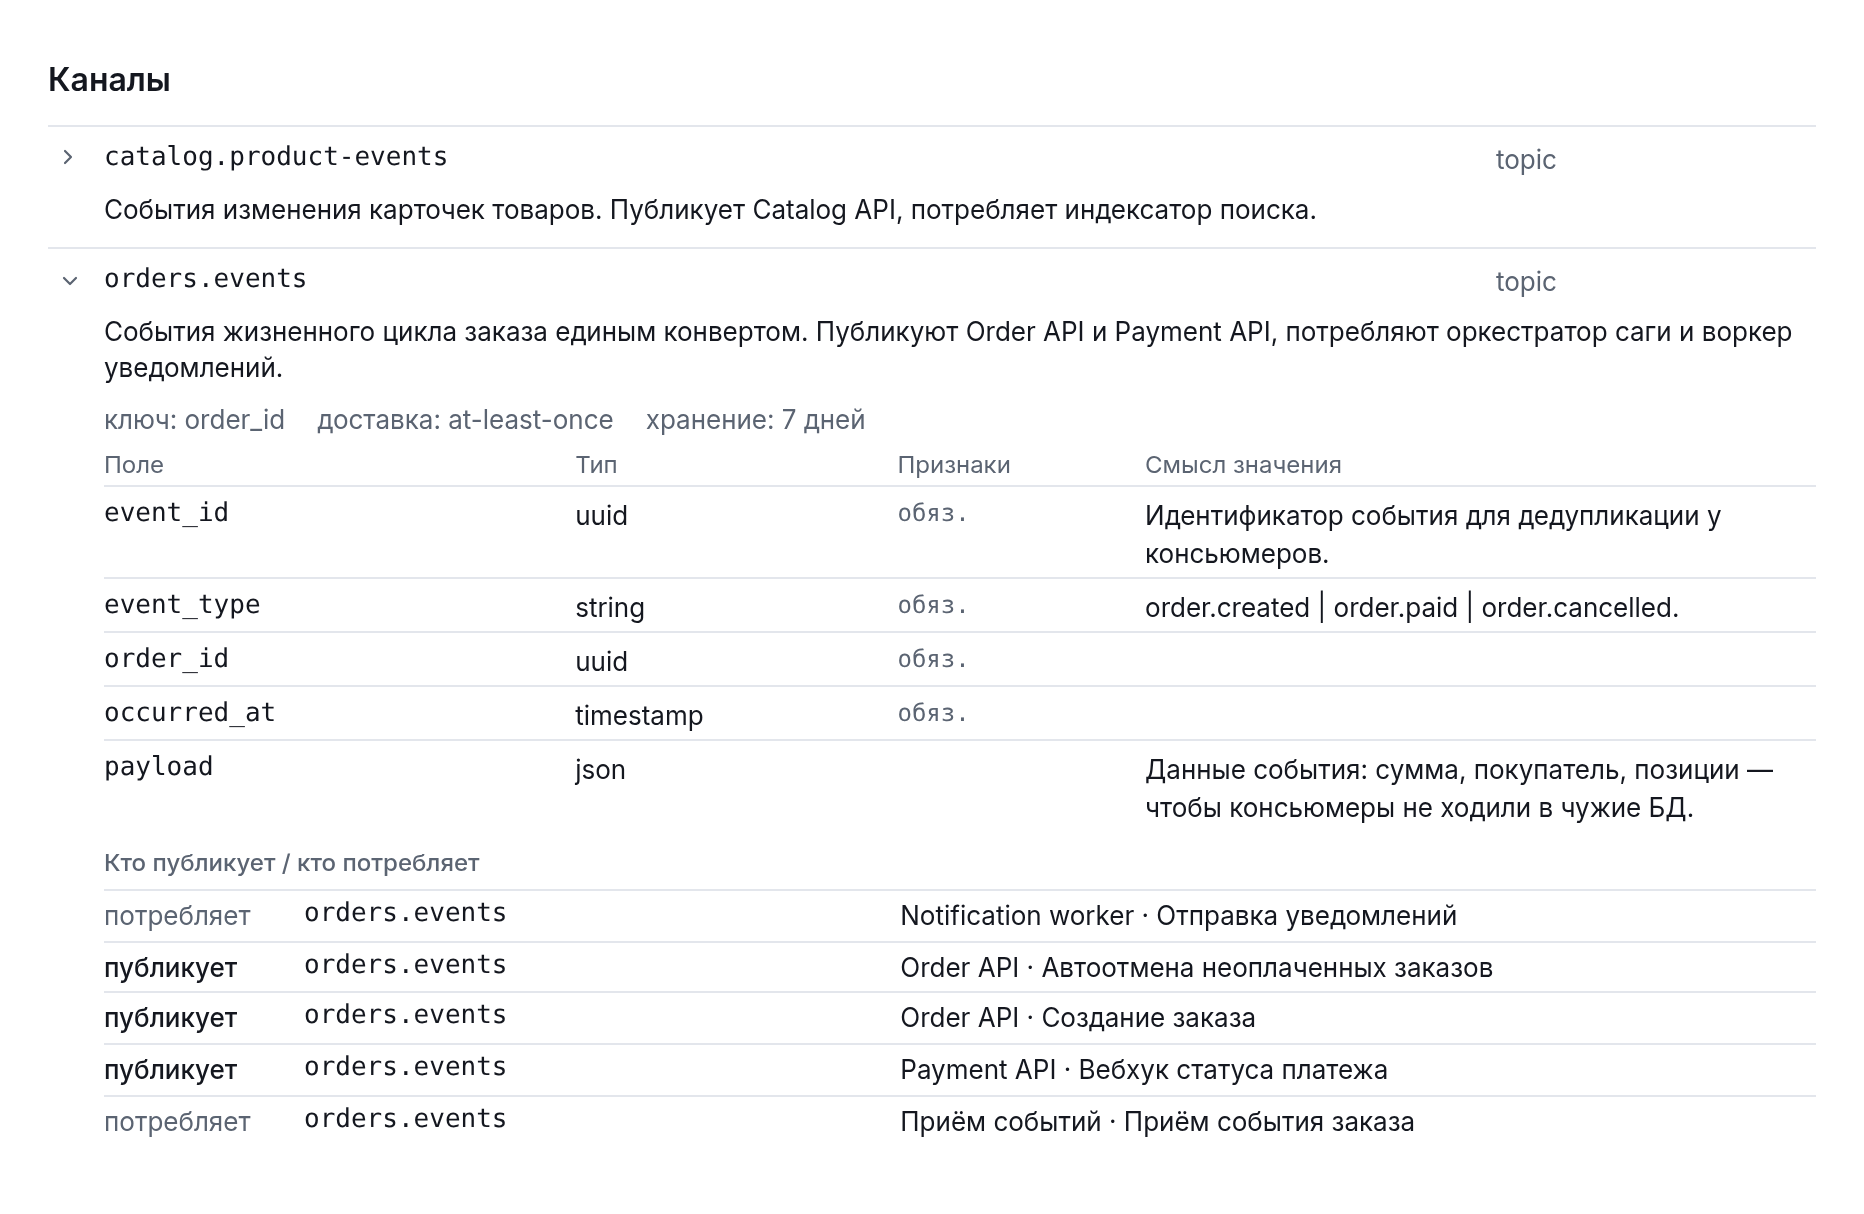 Каналы
catalog.product-events topic
События изменения карточек товаров. Публикует Catalog API, потребляет индексатор поиска.
orders.events topic
События жизненного цикла заказа единым конвертом. Публикуют Order API и Payment API, потребляют оркестратор саги и воркер
уведомлений.
ключ: order_id доставка: at-least-once хранение: 7 дней
Поле Тип Признаки Смысл значения
event_id uuid обяз. Идентификатор события для дедупликации у
консьюмеров.
event_type string обяз. order.created | order.paid | order.cancelled.
order_id uuid обяз.
occurred_at timestamp обяз.
payload json Данные события: сумма, покупатель, позиции —
чтобы консьюмеры не ходили в чужие БД.
Кто публикует / кто потребляет
потребляет orders.events Notification worker · Отправка уведомлений
публикует orders.events Order API · Автоотмена неоплаченных заказов
публикует orders.events Order API · Создание заказа
публикует orders.events Payment API · Вебхук статуса платежа
потребляет orders.events Приём событий · Приём события заказа